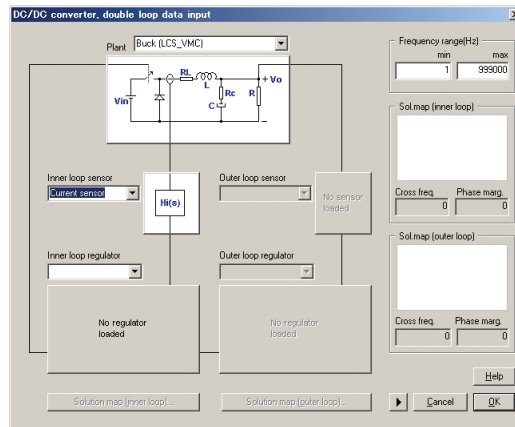 DC/DC converter, double loop data input
Plant
Buck (LCS_VMC)
RL
L
+ Vo
Rc
R
Vin
C
Inner loop sensor
Current sensor
Hi(s)
Outer loop sensor
No sensor
loaded
Inner loop regulator
Outer loop regulator
No regulator
loaded
No regulator
loaded
Solution map (inner loop)...
Solution map (outer loop)...
Frequency range(Hz)
min
max
1
999000
Sol.map (inner loop)
Cross freq.
Phase marg.
0
0
Sol.map (outer loop)
Cross freq.
Phase marg.
0
0
Help
Cancel
OK